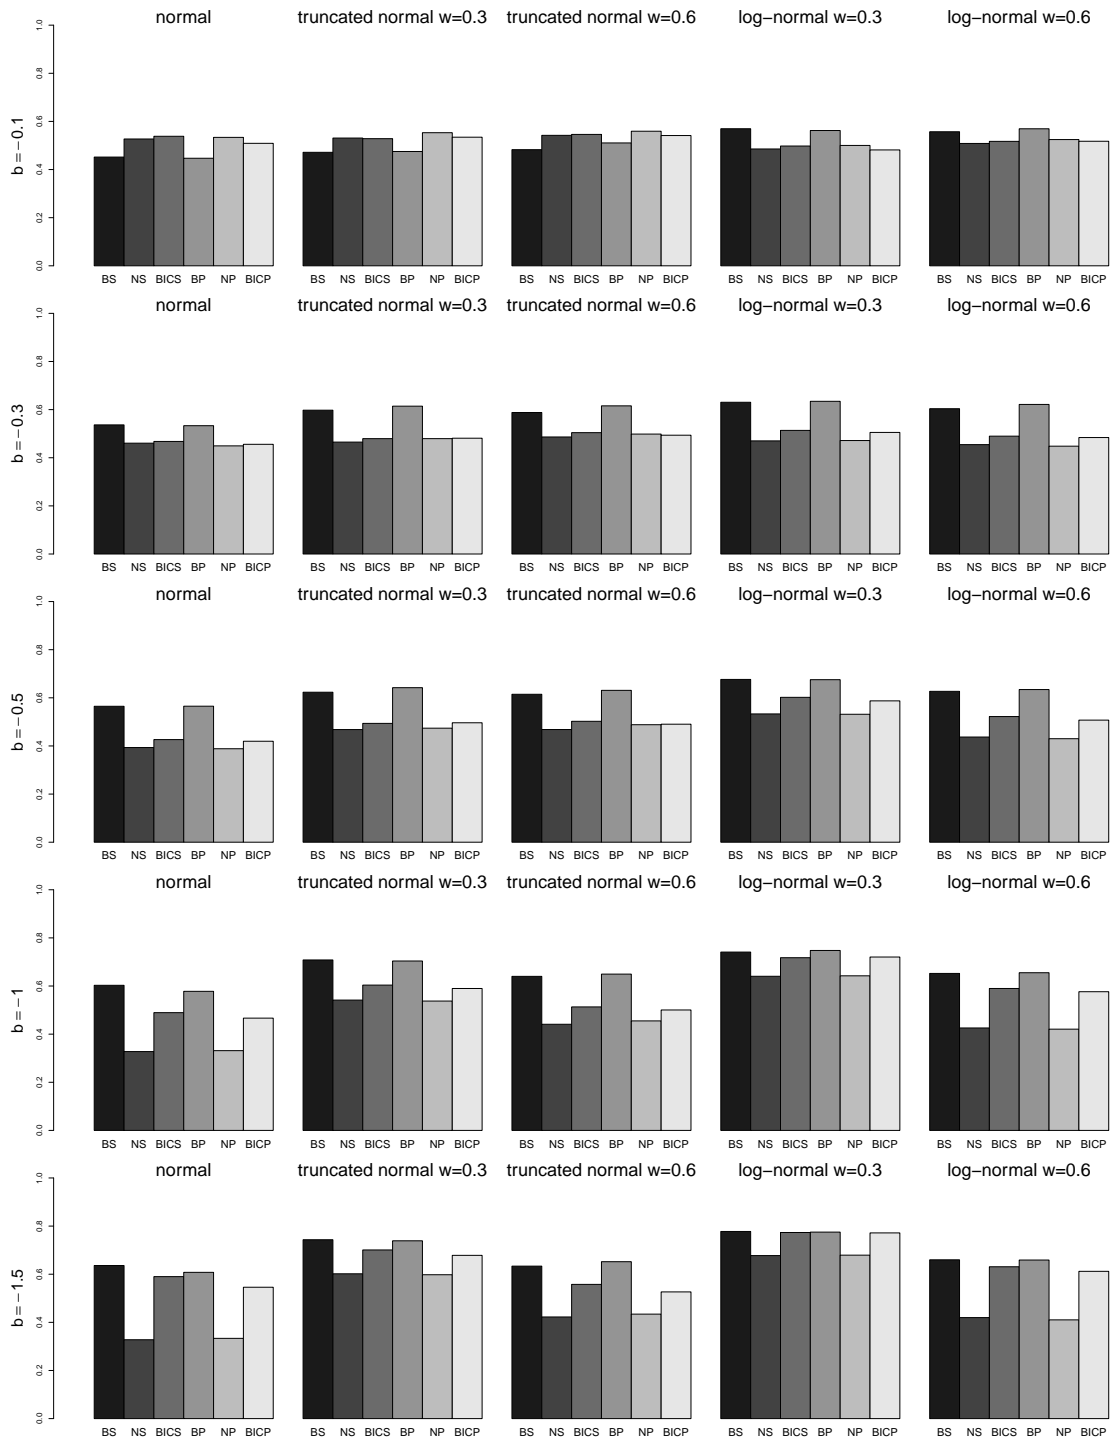 normal truncated normal w=0.3 truncated normal w=0.6 log−normal w=0.3 log−normal w=0.6
b = −0.1
1.0
0.8
0.6
0.4
0.2
0.0
BS NS BICS BP NP BICP BS NS BICS BP NP BICP BS NS BICS BP NP BICP BS NS BICS BP NP BICP BS NS BICS BP NP BICP
normal truncated normal w=0.3 truncated normal w=0.6 log−normal w=0.3 log−normal w=0.6
b = −0.3
1.0
0.8
0.6
0.4
0.2
0.0
BS NS BICS BP NP BICP BS NS BICS BP NP BICP BS NS BICS BP NP BICP BS NS BICS BP NP BICP BS NS BICS BP NP BICP
normal truncated normal w=0.3 truncated normal w=0.6 log−normal w=0.3 log−normal w=0.6
b = −0.5
1.0
0.8
0.6
0.4
0.2
0.0
BS NS BICS BP NP BICP BS NS BICS BP NP BICP BS NS BICS BP NP BICP BS NS BICS BP NP BICP BS NS BICS BP NP BICP
normal truncated normal w=0.3 truncated normal w=0.6 log−normal w=0.3 log−normal w=0.6
b = −1
1.0
0.8
0.6
0.4
0.2
0.0
BS NS BICS BP NP BICP BS NS BICS BP NP BICP BS NS BICS BP NP BICP BS NS BICS BP NP BICP BS NS BICS BP NP BICP
normal truncated normal w=0.3 truncated normal w=0.6 log−normal w=0.3 log−normal w=0.6
b = −1.5
1.0
0.8
0.6
0.4
0.2
0.0
BS NS BICS BP NP BICP BS NS BICS BP NP BICP BS NS BICS BP NP BICP BS NS BICS BP NP BICP BS NS BICS BP NP BICP